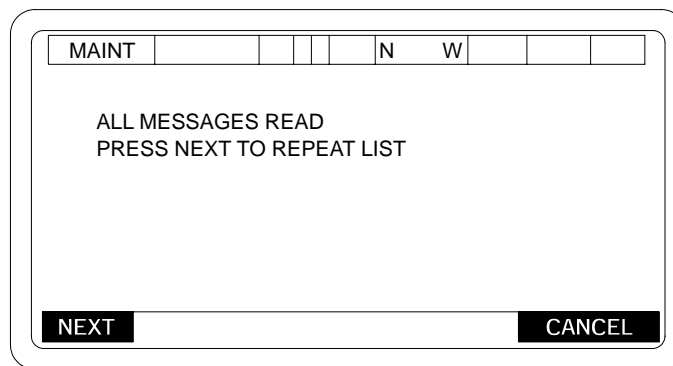 MAINT N W
ALL MESSAGES READ
PRESS NEXT TO REPEAT LIST
NEXT CANCEL